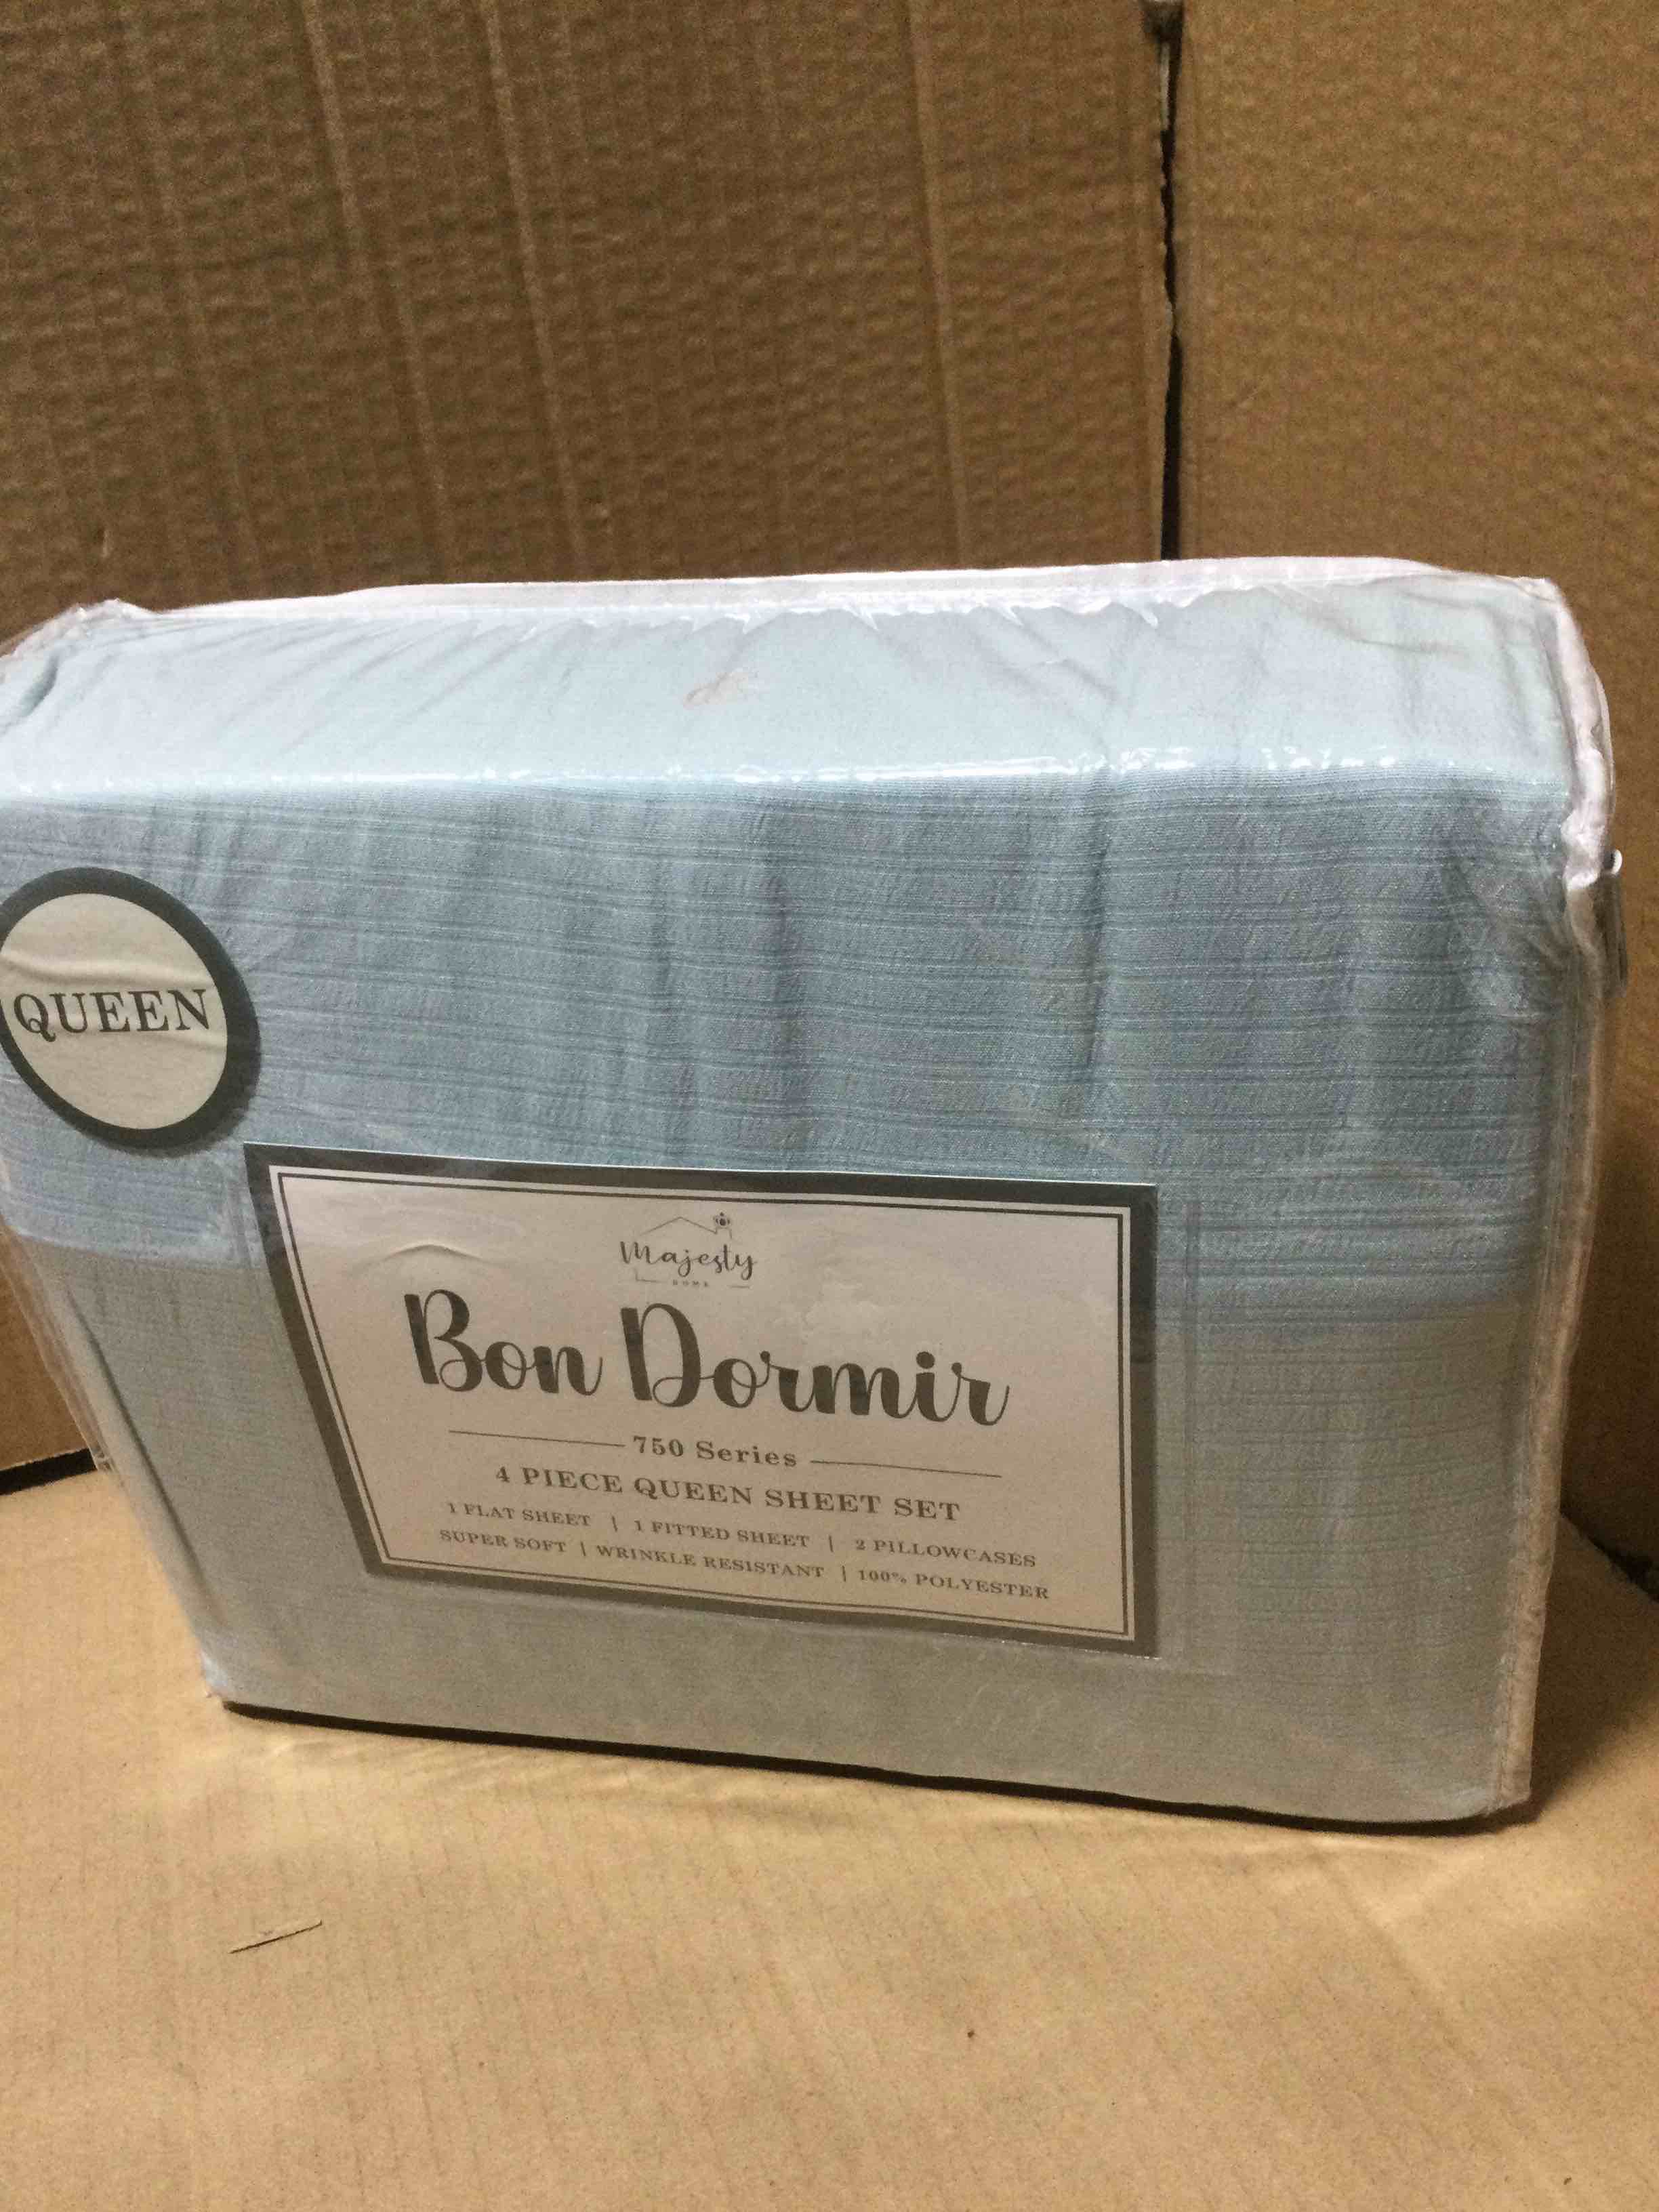 QUEEN
Majesty
HOME
Bon Dormir
750 Series
4 PIECE QUEEN SHEET SET
1 FLAT SHEET | 1 FITTED SHEET | 2 PILLOWCASES
SUPER SOFT | WRINKLE RESISTANT | 100% POLYESTER